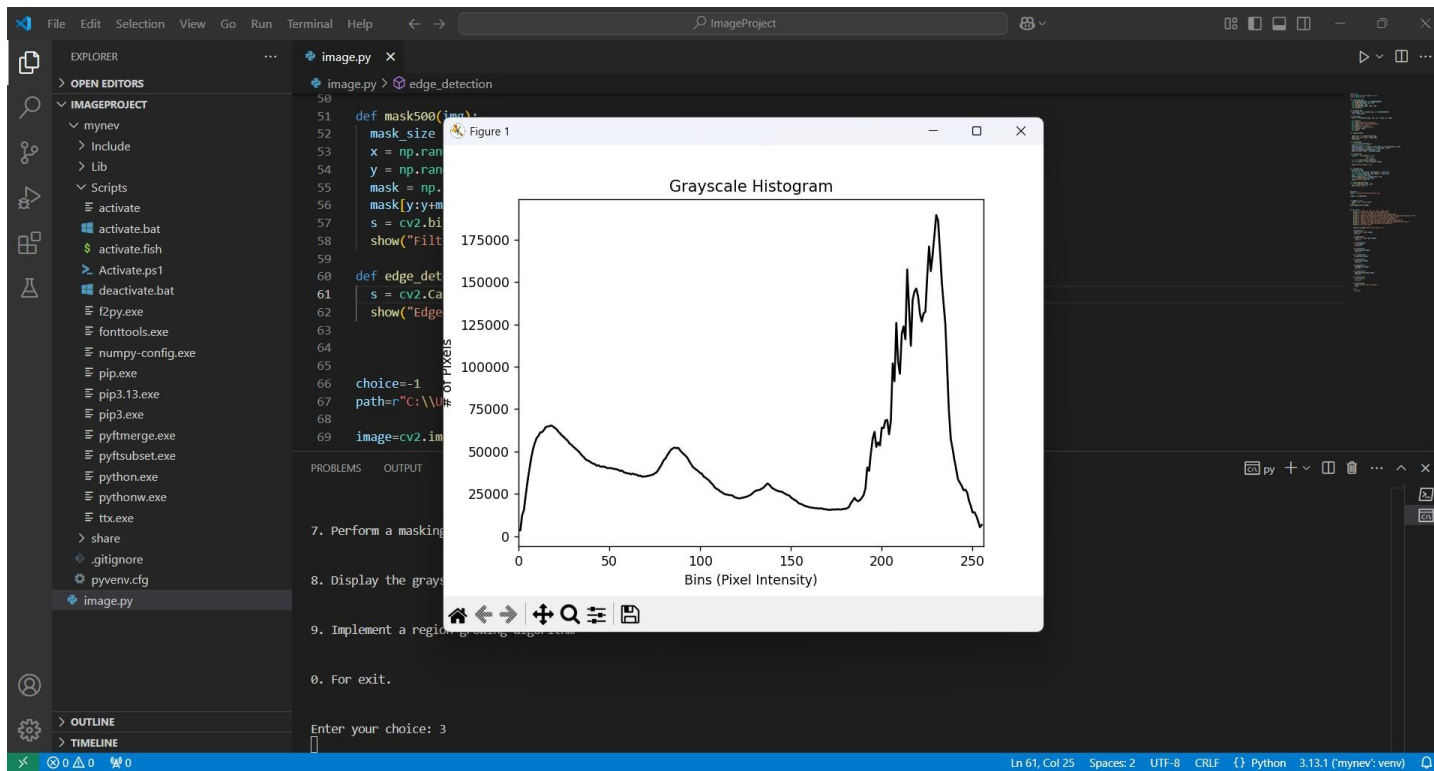 File Edit Selection View Go Run Terminal Help
ImageProject
EXPLORER
OPEN EDITORS
IMAGEPROJECT
mynev
Include
Lib
Scripts
activate
activate.bat
activate.fish
Activate.ps1
deactivate.bat
f2py.exe
fonttools.exe
numpy-config.exe
pip.exe
pip3.13.exe
pip3.exe
pyftmerge.exe
pyftsubset.exe
python.exe
pythonw.exe
ttx.exe
share
.gitignore
pyvenv.cfg
image.py
OUTLINE
TIMELINE
image.py
image.py > edge_detection
50
51 def mask500(img):
52 mask_size
53 x = np.ran
54 y = np.ran
55 mask = np.
56 mask[y:y+m
57 s = cv2.bi
58 show("Filt
59
60 def edge_det
61 s = cv2.Ca
62 show("Edge
63
64
65
66 choice=-1
67 path=r"C:\\U
68
69 image=cv2.im
Figure 1
Grayscale Histogram
# of Pixels
175000
150000
125000
100000
75000
50000
25000
0
0 50 100 150 200 250
Bins (Pixel Intensity)
PROBLEMS OUTPUT
py
7. Perform a masking
8. Display the grays
9. Implement a region growing algorithm
0. For exit.
Enter your choice: 3
0 0 0
Ln 61, Col 25 Spaces: 2 UTF-8 CRLF {} Python 3.13.1 ('mynev': venv)